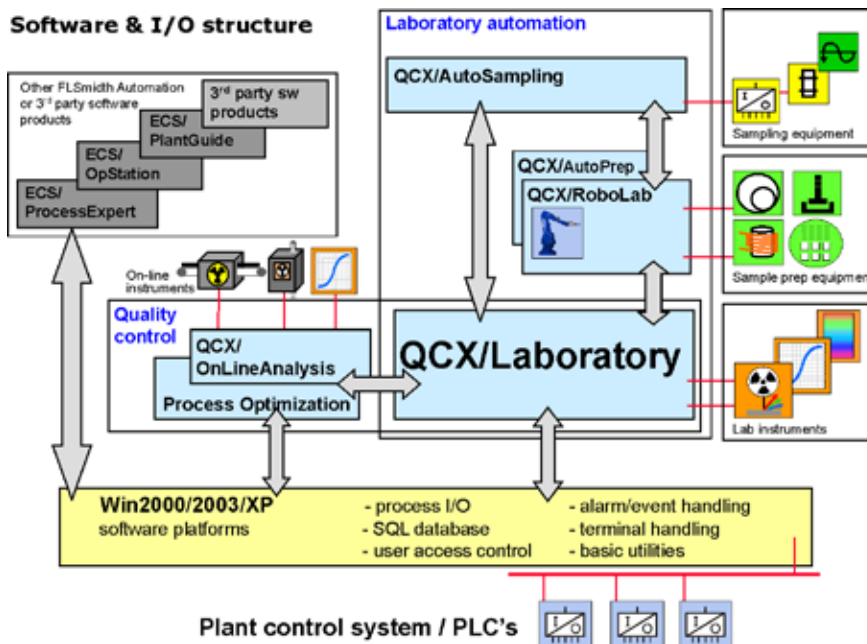 Software & I/O structure
Other FLSmidth Automation
or 3rd party software
products
3rd party sw
products
ECS/
PlantGuide
ECS/
OpStation
ECS/
ProcessExpert
Laboratory automation
QCX/AutoSampling
QCX/AutoPrep
QCX/RoboLab
Sampling equipment
Sample prep equipment
On-line
instruments
Quality
control
QCX/
OnLineAnalysis
Process Optimization
QCX/Laboratory
Lab instruments
Win2000/2003/XP
software platforms
- process I/O
- SQL database
- user access control
- alarm/event handling
- terminal handling
- basic utilities
Plant control system / PLC's